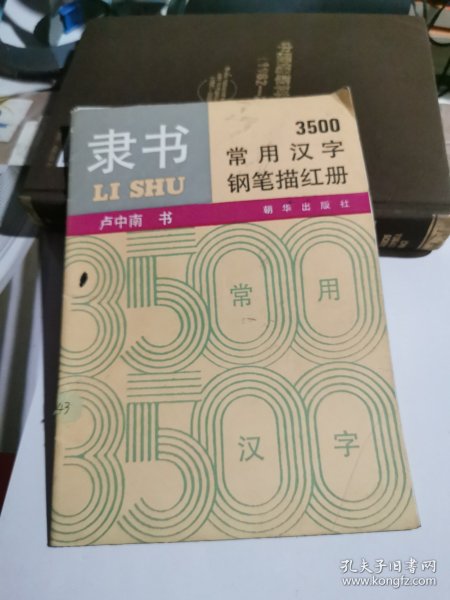 隶书
LI SHU
3500
常用汉字
钢笔描红册
卢中南 书
朝华出版社
3500
常 用
3500
汉 字
43
孔夫子旧书网
www.kongfz.com